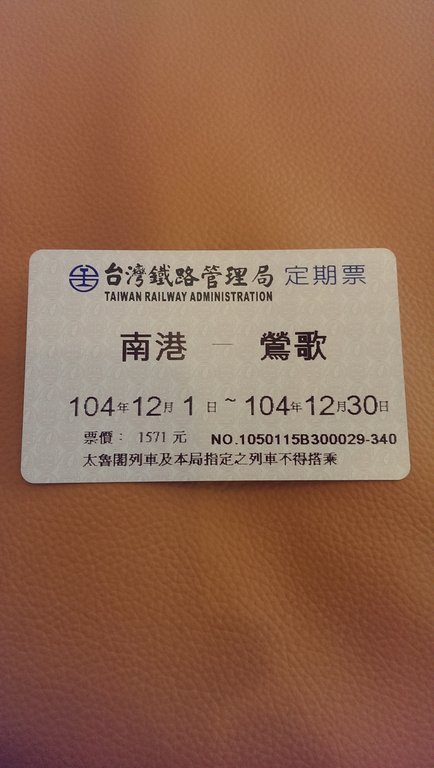 台灣鐵路管理局 定期票
TAIWAN RAILWAY ADMINISTRATION
南港 — 鶯歌
104年12月 1 日 ~ 104年12月30日
票價： 1571 元 NO.1050115B300029-340
太魯閣列車及本局指定之列車不得搭乘